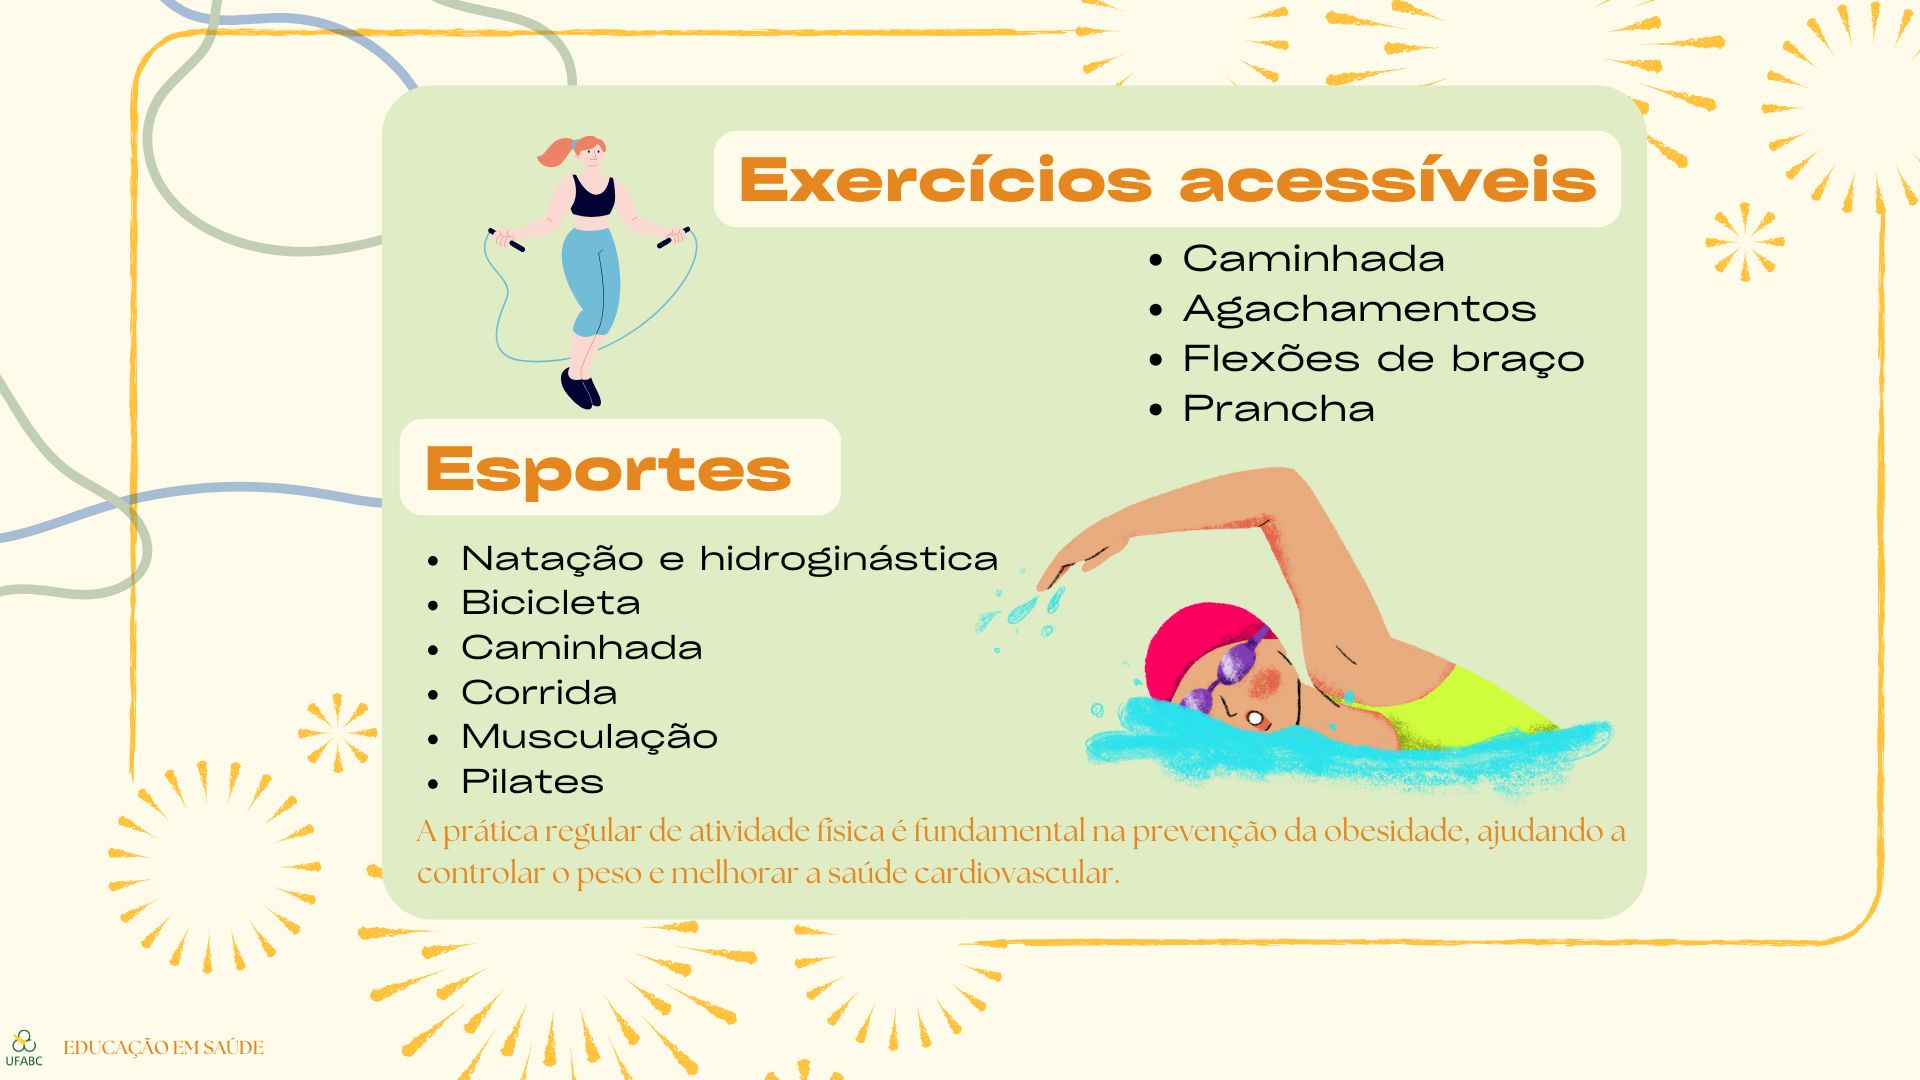 Exercícios acessíveis
• Caminhada
• Agachamentos
• Flexões de braço
• Prancha
Esportes
• Natação e hidroginástica
• Bicicleta
• Caminhada
• Corrida
• Musculação
• Pilates
A prática regular de atividade física é fundamental na prevenção da obesidade, ajudando a
controlar o peso e melhorar a saúde cardiovascular.
UFABC
EDUCAÇÃO EM SAÚDE